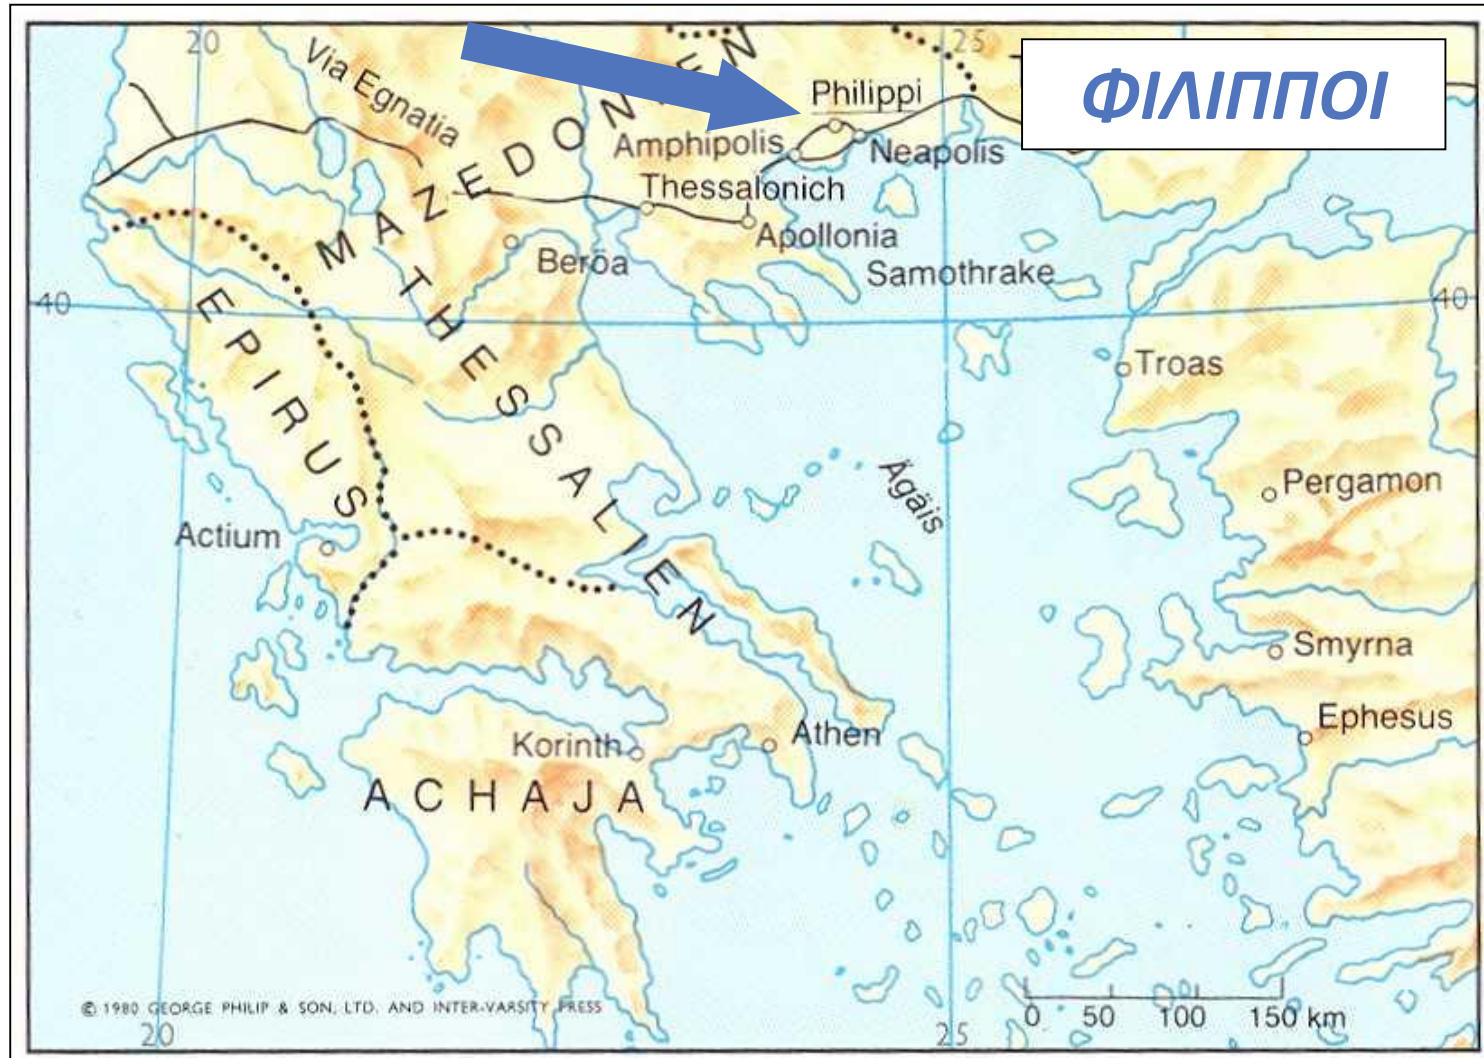 20
25
ΦΙΛΙΠΠΟΙ
Via Egnatia
MAZEDONIEN
Philippi
Amphipolis
Neapolis
Thessalonich
Apollonia
Beröa
Samothrake
THESSALIEN
40
40
EPIRUS
Troas
Ägäis
Pergamon
Actium
Smyrna
Ephesus
Korinth
Athen
ACHAJA
© 1980 GEORGE PHILIP & SON, LTD. AND INTER-VARSITY PRESS
0 50 100 150 km
20
25